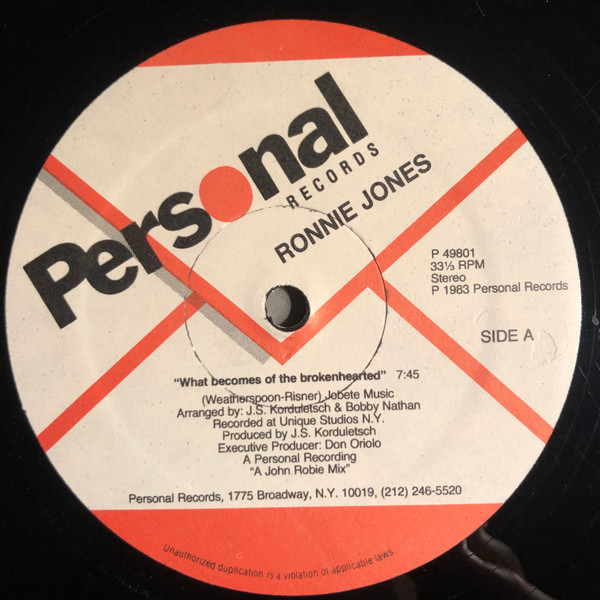 Personal
RECORDS
RONNIE JONES
P 49801
33⅓ RPM
Stereo
P 1983 Personal Records
SIDE A
"What becomes of the brokenhearted" 7:45
(Weatherspoon-Risner) Jobete Music
Arranged by: J.S. Korduletsch & Bobby Nathan
Recorded at Unique Studios N.Y.
Produced by J.S. Korduletsch
Executive Producer: Don Oriolo
A Personal Recording
"A John Robie Mix"
Personal Records, 1775 Broadway, N.Y. 10019, (212) 246-5520
Unauthorized duplication is a violation of applicable laws